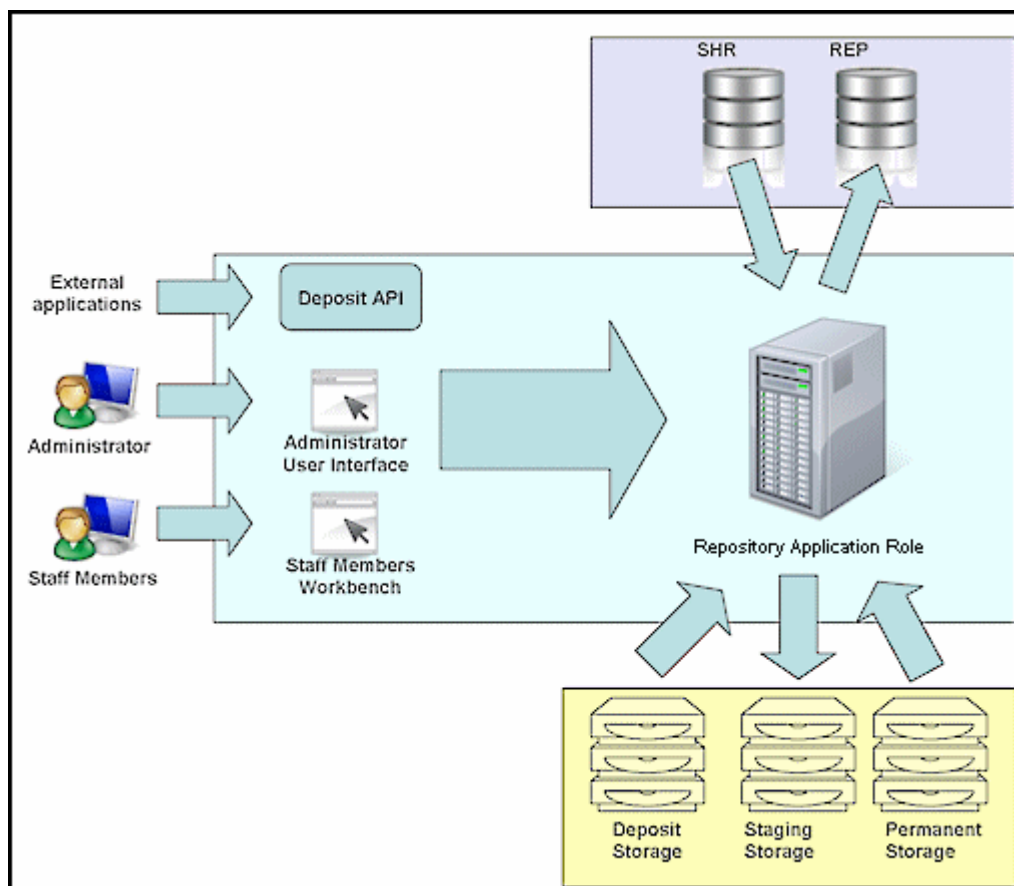 SHR
REP
External
applications
Deposit API
Administrator
Administrator
User Interface
Staff Members
Staff Members
Workbench
Repository Application Role
Deposit
Storage
Staging
Storage
Permanent
Storage